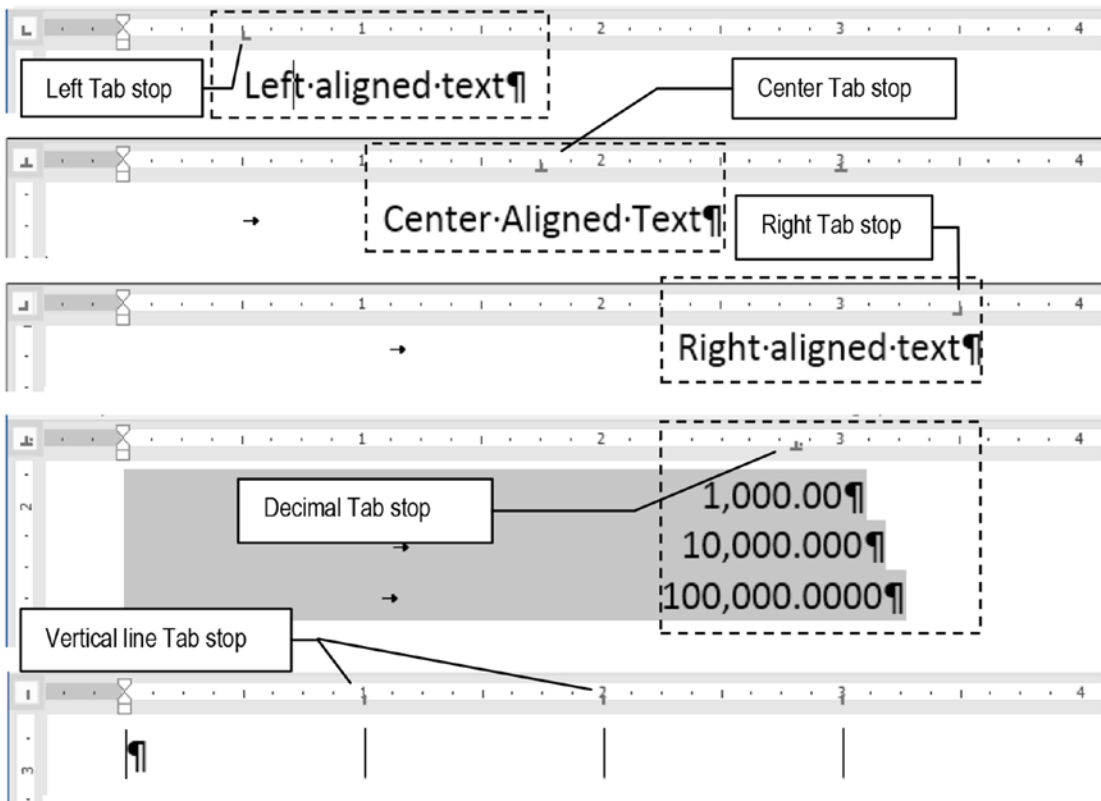 1 2 3 4
Left Tab stop
Left·aligned·text¶
Center Tab stop
1 2 3 4
→ Center·Aligned·Text¶
Right Tab stop
1 2 3 4
→ Right·aligned·text¶
1 2 3 4
2
Decimal Tab stop
1,000.00¶
→ 10,000.000¶
→ 100,000.0000¶
Vertical line Tab stop
1 2 3 4
¶
3